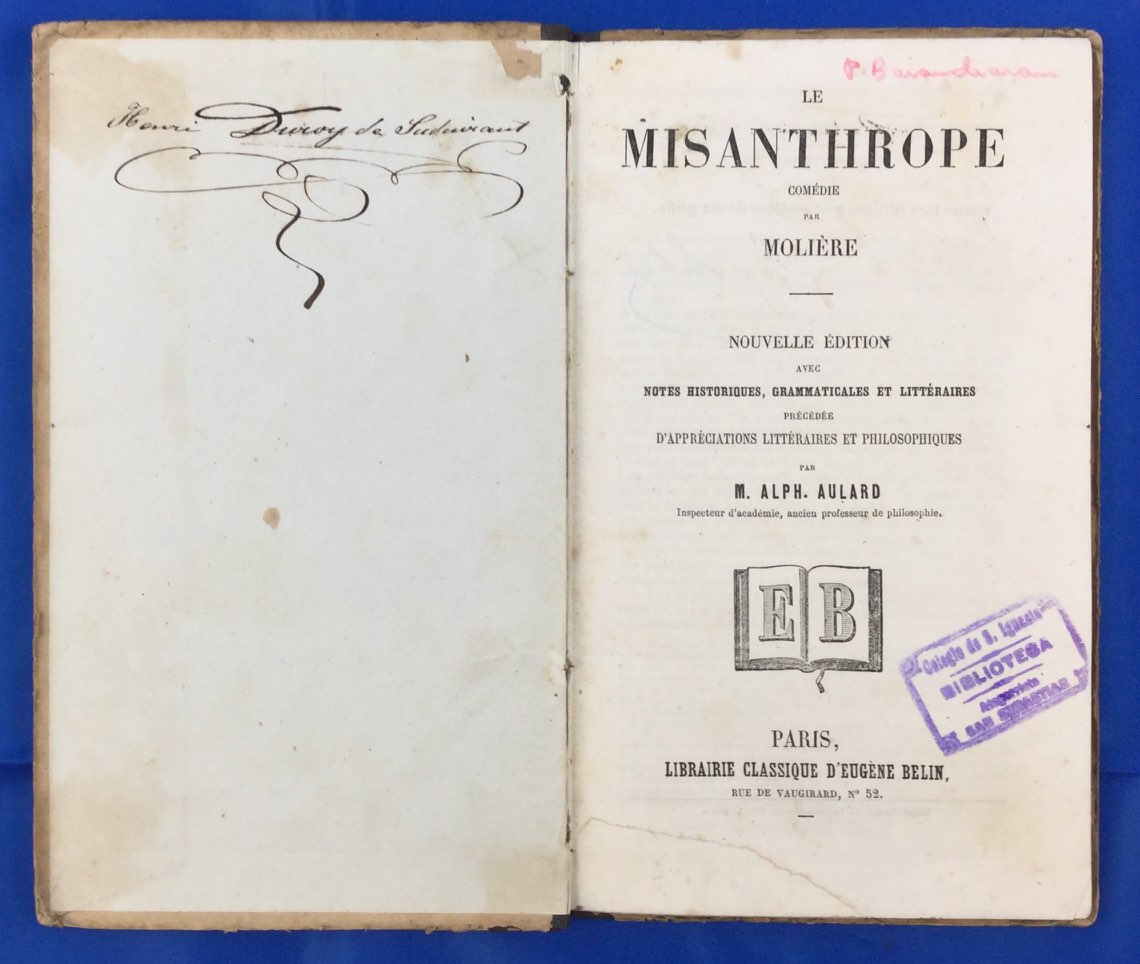 Henri Duroy de Suduiraut
P. Barandiaran
LE
MISANTHROPE
COMÉDIE
PAR
MOLIÈRE
NOUVELLE ÉDITION
AVEC
NOTES HISTORIQUES, GRAMMATICALES ET LITTÉRAIRES
PRÉCÉDÉE
D'APPRÉCIATIONS LITTÉRAIRES ET PHILOSOPHIQUES
PAR
M. ALPH. AULARD
Inspecteur d'académie, ancien professeur de philosophie.
E B
Colegio de S. Ignacio
BIBLIOTECA
SAN SEBASTIAN
PARIS,
LIBRAIRIE CLASSIQUE D'EUGÈNE BELIN,
RUE DE VAUGIRARD, N° 52.